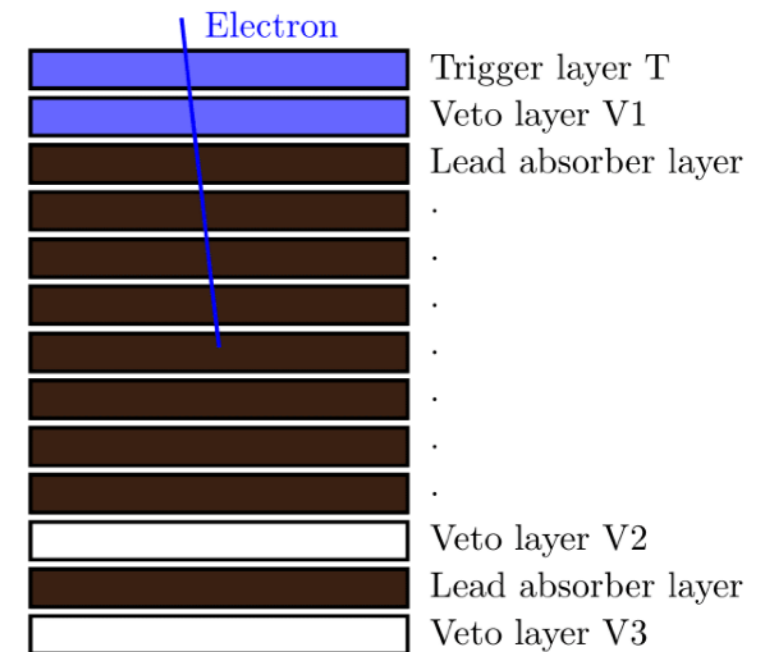 Electron
Trigger layer T
Veto layer V1
Lead absorber layer
.
.
.
.
.
.
.
Veto layer V2
Lead absorber layer
Veto layer V3